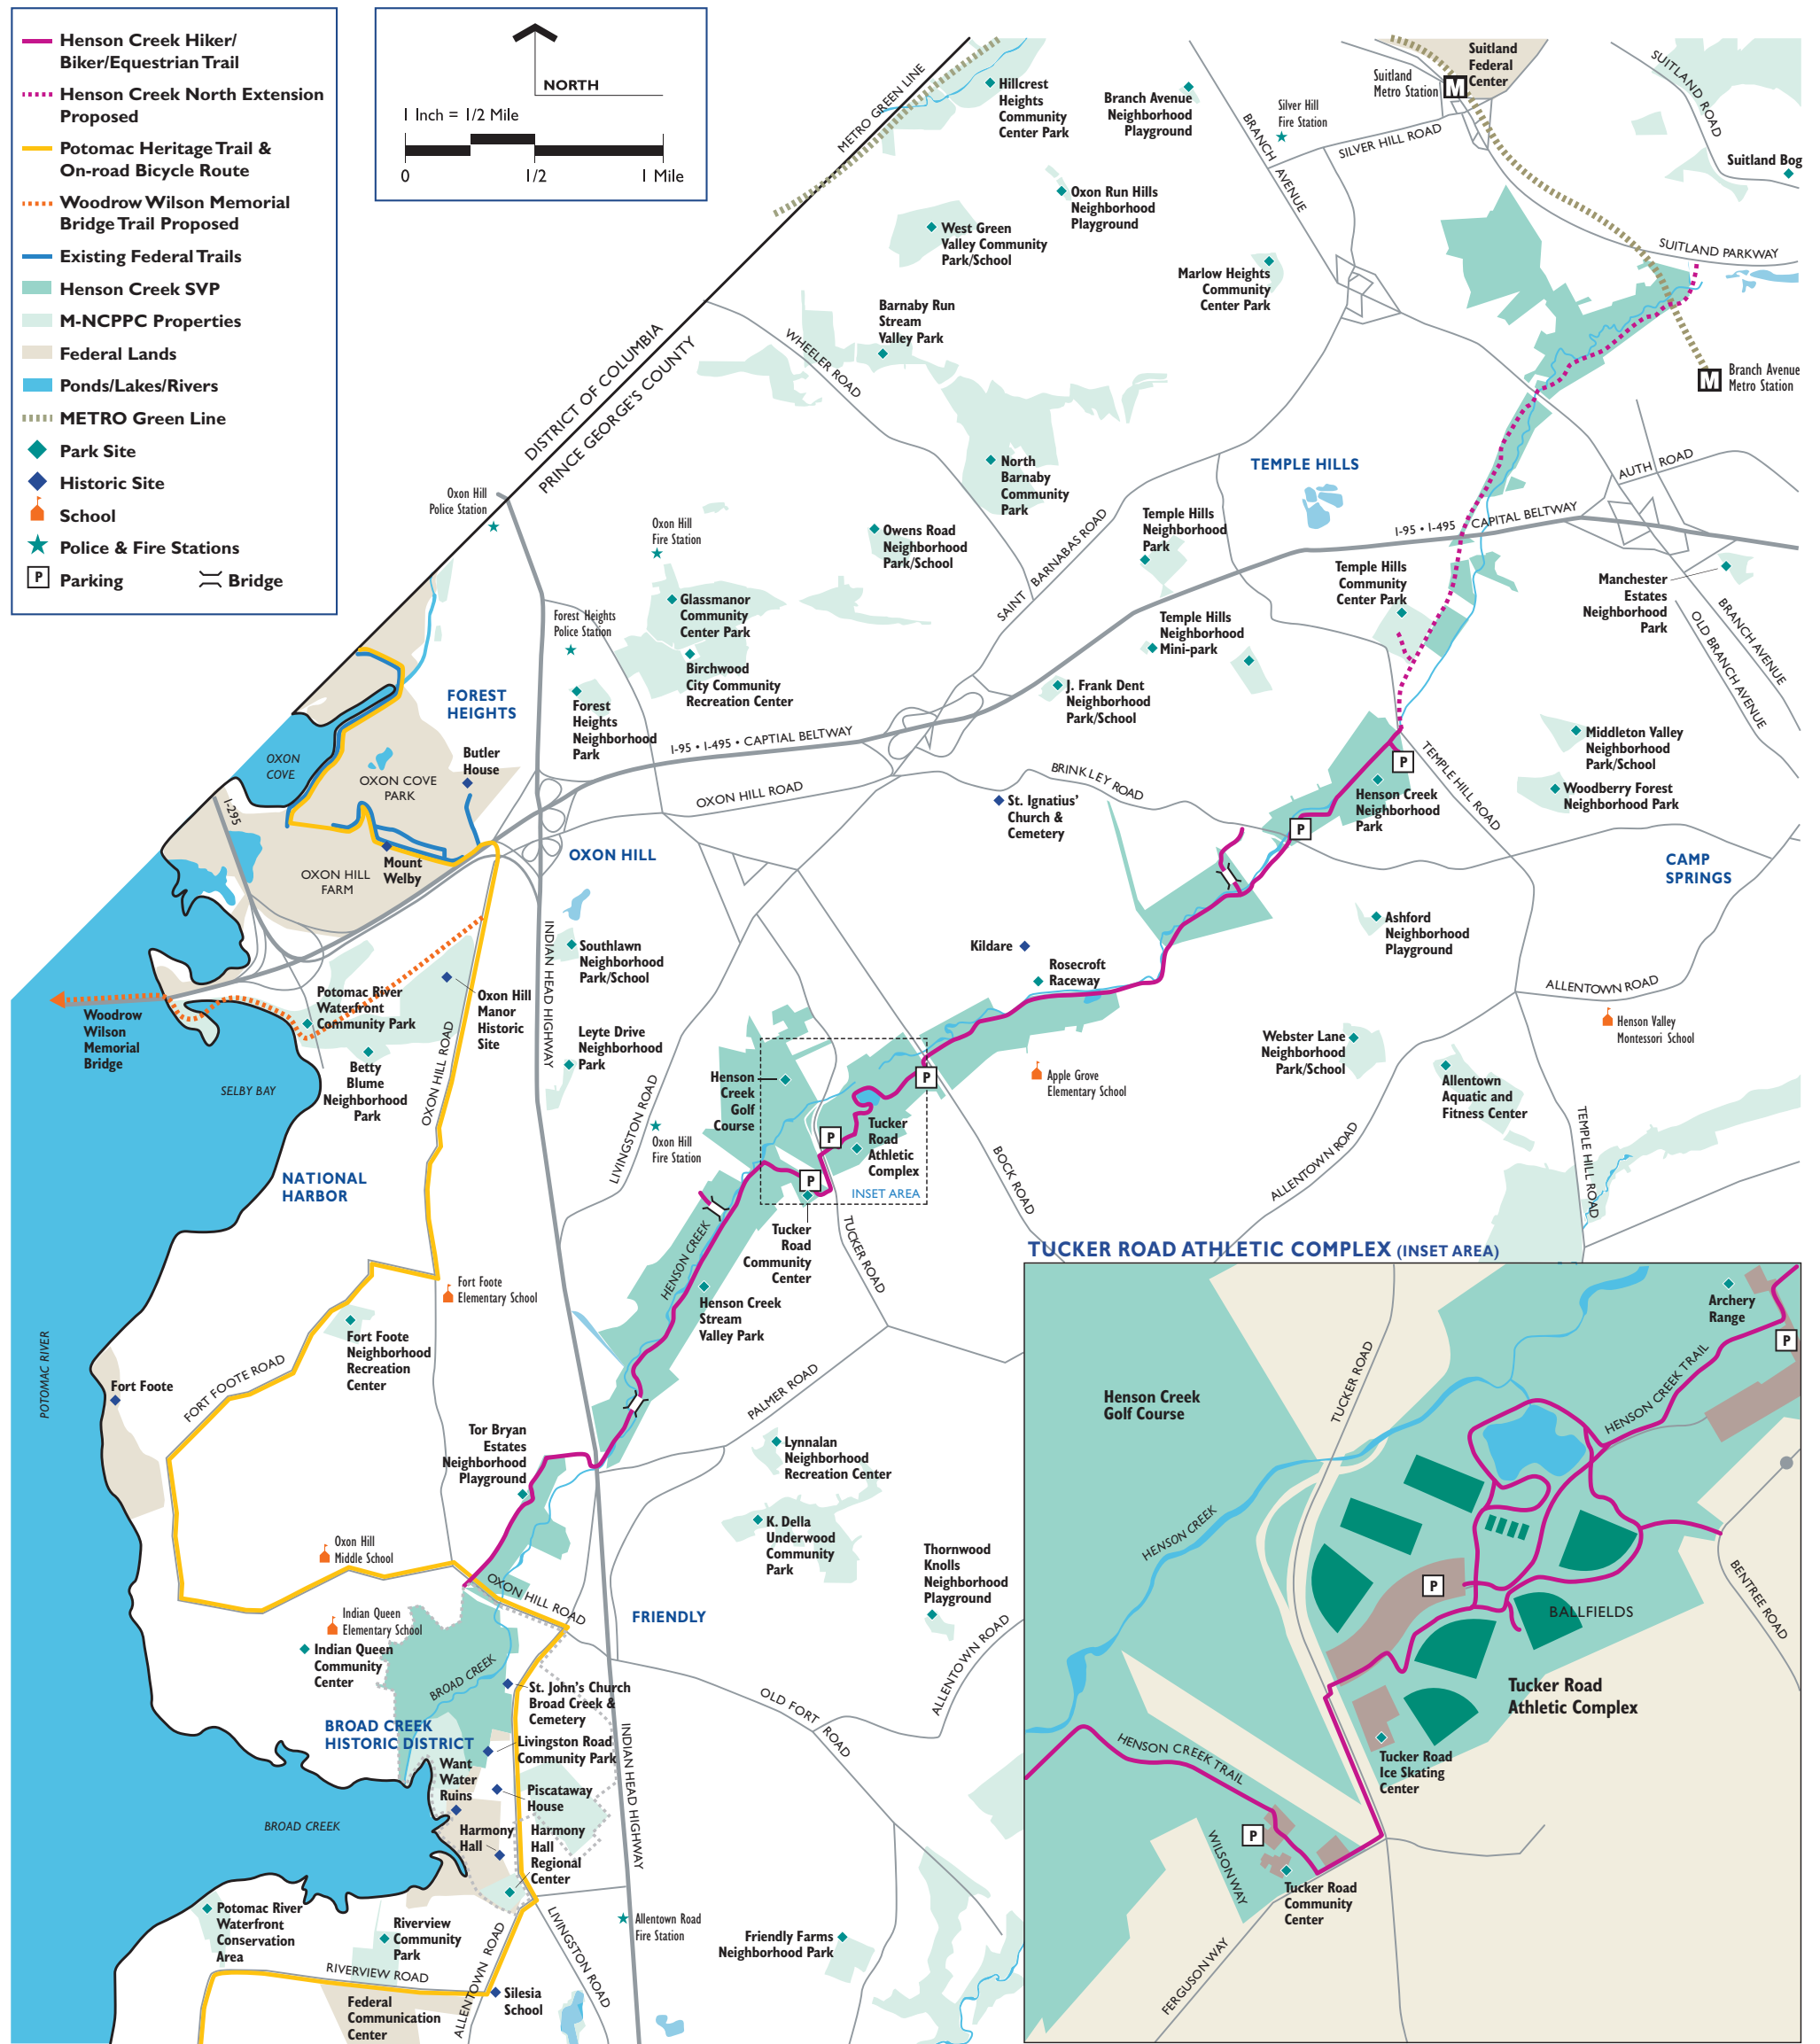 Henson Creek Hiker/
Biker/Equestrian Trail
Henson Creek North Extension
Proposed
Potomac Heritage Trail &
On-road Bicycle Route
Woodrow Wilson Memorial
Bridge Trail Proposed
Existing Federal Trails
Henson Creek SVP
M-NCPPC Properties
Federal Lands
Ponds/Lakes/Rivers
METRO Green Line
Park Site
Historic Site
School
Police & Fire Stations
P Parking
Bridge
NORTH
1 Inch = 1/2 Mile
0 1/2 1 Mile
METRO GREEN LINE
Hillcrest
Heights
Community
Center Park
Branch Avenue
Neighborhood
Playground
BRANCH AVENUE
Silver Hill
Fire Station
SILVER HILL ROAD
Suitland
Metro Station
M
Suitland
Federal
Center
SUITLAND ROAD
Suitland Bog
Oxon Run Hills
Neighborhood
Playground
West Green
Valley Community
Park/School
Marlow Heights
Community
Center Park
SUITLAND PARKWAY
Barnaby Run
Stream
Valley Park
WHEELER ROAD
DISTRICT OF COLUMBIA
PRINCE GEORGE'S COUNTY
M
Branch Avenue
Metro Station
North
Barnaby
Community
Park
TEMPLE HILLS
AUTH ROAD
I-95 • I-495
CAPITAL BELTWAY
Oxon Hill
Police Station
Oxon Hill
Fire Station
Owens Road
Neighborhood
Park/School
SAINT BARNABAS ROAD
Temple Hills
Neighborhood
Park
Temple Hills
Community
Center Park
Manchester
Estates
Neighborhood
Park
BRANCH AVENUE
OLD BRANCH AVENUE
Glassmanor
Community
Center Park
Forest Heights
Police Station
Birchwood
City Community
Recreation Center
Temple Hills
Neighborhood
Mini-park
J. Frank Dent
Neighborhood
Park/School
FOREST
HEIGHTS
Forest
Heights
Neighborhood
Park
I-95 • I-495 • CAPTIAL BELTWAY
Middleton Valley
Neighborhood
Park/School
Woodberry Forest
Neighborhood Park
OXON
COVE
OXON COVE
PARK
Butler
House
OXON HILL ROAD
BRINKLEY ROAD
St. Ignatius'
Church &
Cemetery
P
Henson Creek
Neighborhood
Park
TEMPLE HILL ROAD
P
I-295
OXON HILL
FARM
Mount
Welby
OXON HILL
CAMP
SPRINGS
INDIAN HEAD HIGHWAY
Southlawn
Neighborhood
Park/School
Kildare
Rosecroft
Raceway
Ashford
Neighborhood
Playground
ALLENTOWN ROAD
Henson Valley
Montessori School
Woodrow
Wilson
Memorial
Bridge
Potomac River
Waterfront
Community Park
Oxon Hill
Manor
Historic
Site
Betty
Blume
Neighborhood
Park
OXON HILL ROAD
SELBY BAY
Leyte Drive
Neighborhood
Park
LIVINGSTON ROAD
Oxon Hill
Fire Station
Henson
Creek
Golf
Course
P
P
P
Tucker
Road
Athletic
Complex
INSET AREA
Apple Grove
Elementary School
Webster Lane
Neighborhood
Park/School
Allentown
Aquatic and
Fitness Center
BOCK ROAD
ALLENTOWN ROAD
TEMPLE HILL ROAD
NATIONAL
HARBOR
HENSON CREEK
Tucker
Road
Community
Center
TUCKER ROAD
Henson Creek
Stream
Valley Park
Fort Foote
Elementary School
Fort Foote
Neighborhood
Recreation
Center
POTOMAC RIVER
Fort Foote
FORT FOOTE ROAD
PALMER ROAD
Tor Bryan
Estates
Neighborhood
Playground
Lynnalan
Neighborhood
Recreation Center
K. Della
Underwood
Community
Park
Thornwood
Knolls
Neighborhood
Playground
Oxon Hill
Middle School
OXON HILL ROAD
Indian Queen
Elementary School
Indian Queen
Community
Center
FRIENDLY
ALLENTOWN ROAD
BROAD CREEK
St. John's Church
Broad Creek &
Cemetery
OLD FORT ROAD
BROAD CREEK
HISTORIC DISTRICT
Livingston Road
Community Park
Want
Water
Ruins
Piscataway
House
INDIAN HEAD HIGHWAY
BROAD CREEK
Harmony
Hall
Harmony
Hall
Regional
Center
Potomac River
Waterfront
Conservation
Area
Riverview
Community
Park
RIVERVIEW ROAD
ALLENTOWN ROAD
LIVINGSTON ROAD
Allentown Road
Fire Station
Friendly Farms
Neighborhood Park
Silesia
School
Federal
Communication
Center
TUCKER ROAD ATHLETIC COMPLEX (INSET AREA)
Archery
Range
P
Henson Creek
Golf Course
TUCKER ROAD
HENSON CREEK TRAIL
HENSON CREEK
P
BALLFIELDS
BENTREE ROAD
Tucker Road
Athletic Complex
Tucker Road
Ice Skating
Center
HENSON CREEK TRAIL
P
WILSON WAY
Tucker Road
Community
Center
FERGUSON WAY